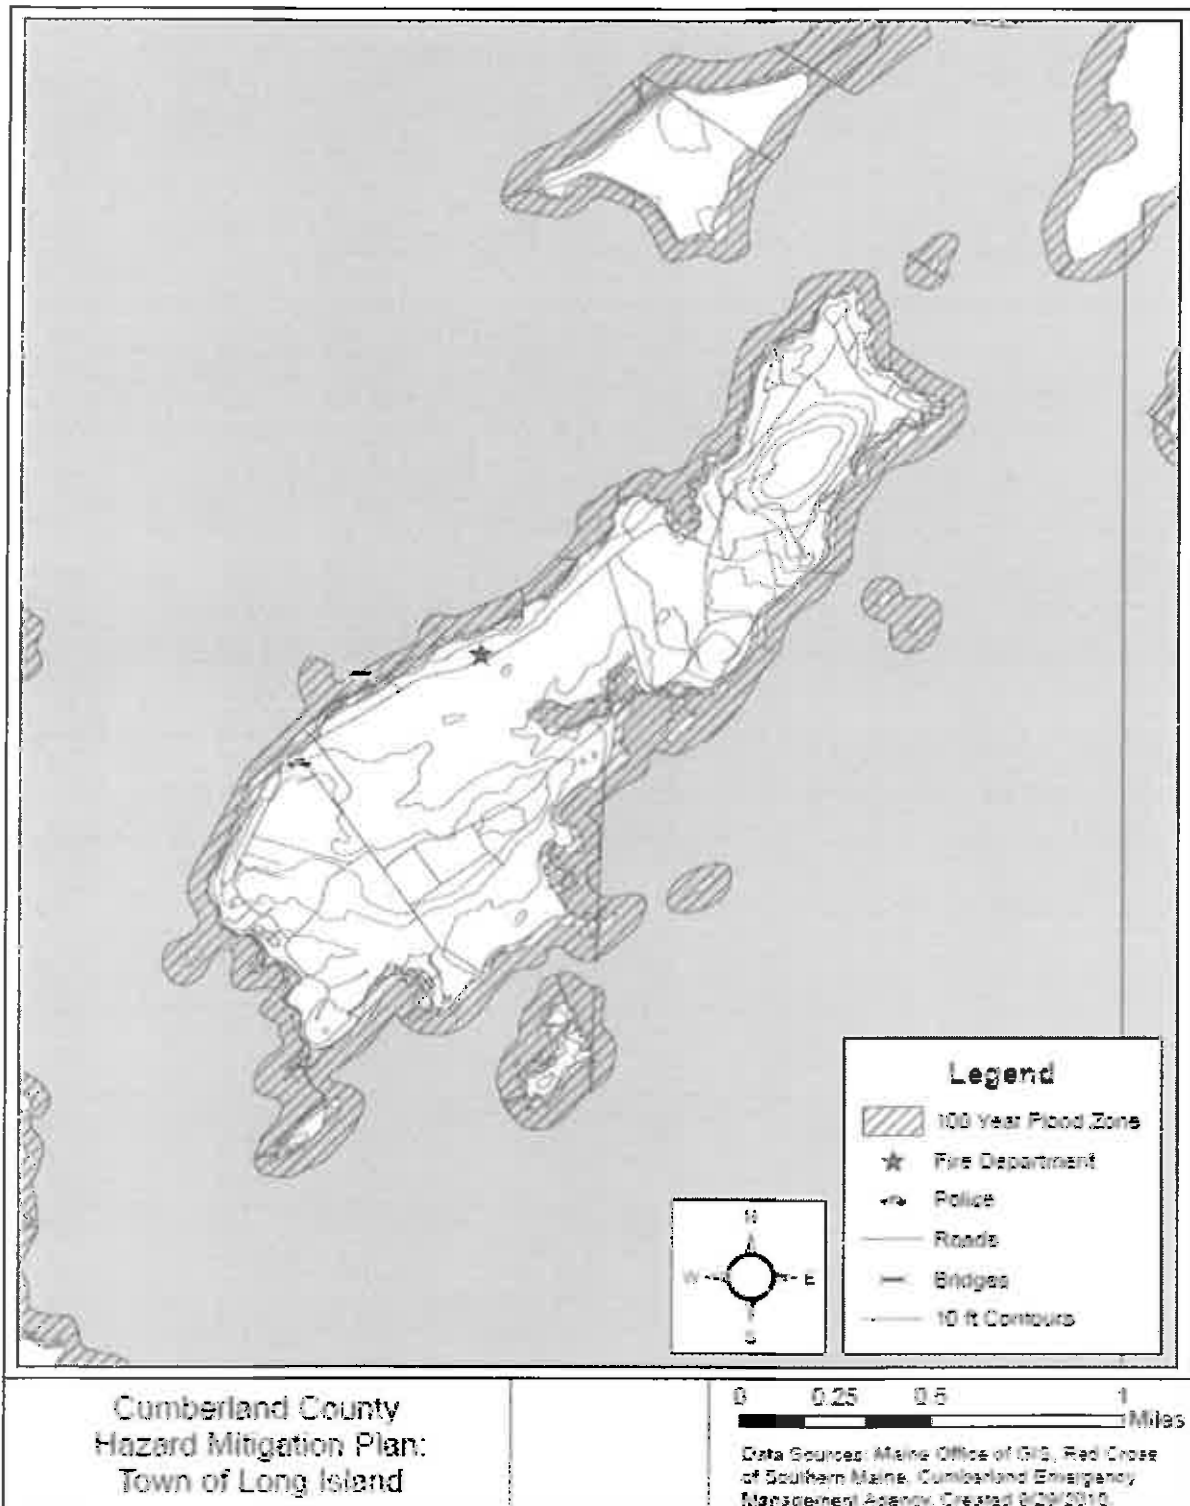 Legend
100 Year Flood Zone
Fire Department
Police
Roads
Bridges
10 ft Contours
N
W
E
S
Cumberland County
Hazard Mitigation Plan:
Town of Long Island
0 0.25 0.5 1
Miles
Data Sources: Maine Office of GIS, Red Cross
of Southern Maine, Cumberland Emergency
Management Agency. Created